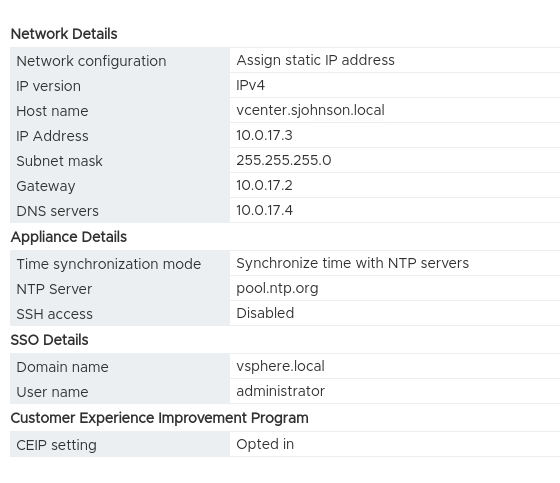 Network Details
Network configuration Assign static IP address
IP version IPv4
Host name vcenter.sjohnson.local
IP Address 10.0.17.3
Subnet mask 255.255.255.0
Gateway 10.0.17.2
DNS servers 10.0.17.4
Appliance Details
Time synchronization mode Synchronize time with NTP servers
NTP Server pool.ntp.org
SSH access Disabled
SSO Details
Domain name vsphere.local
User name administrator
Customer Experience Improvement Program
CEIP setting Opted in